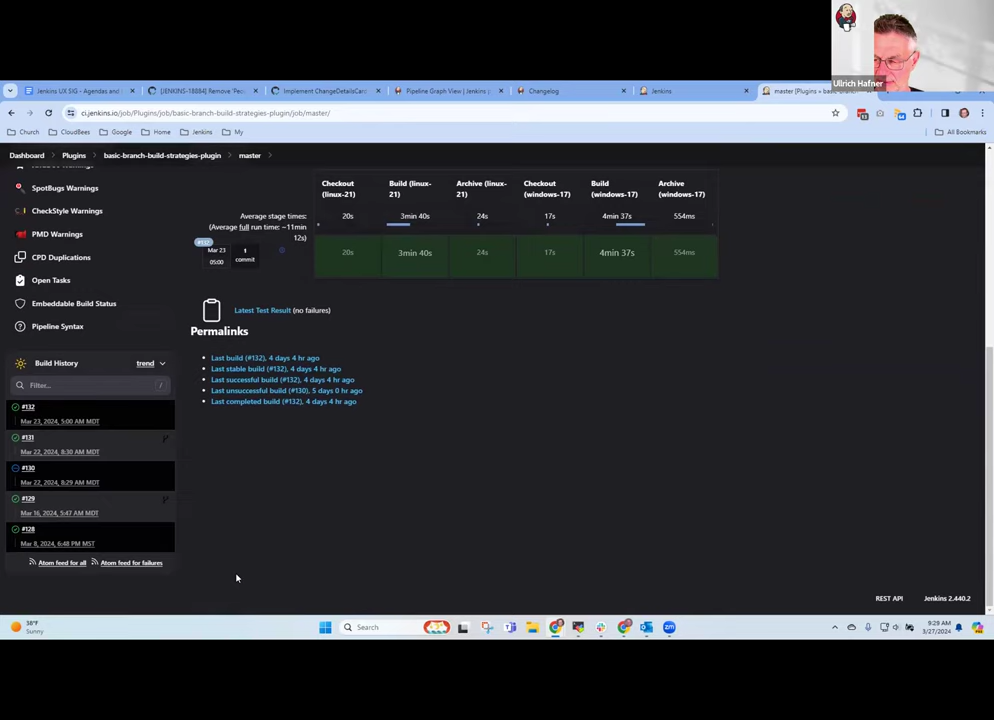 Ullrich Hafner
Jenkins UX SIG - Agendas and
[JENKINS-18884] Remove 'Peo
Implement ChangeDetailsCar
Pipeline Graph View | Jenkins p
Changelog
Jenkins
master [Plugins » basic-branch
ci.jenkins.io/job/Plugins/job/basic-branch-build-strategies-plugin/job/master/
Church
CloudBees
Google
Home
Jenkins
My
All Bookmarks
Dashboard
Plugins
basic-branch-build-strategies-plugin
master
SpotBugs Warnings
CheckStyle Warnings
PMD Warnings
CPD Duplications
Open Tasks
Embeddable Build Status
Pipeline Syntax
Checkout (linux-21)
Build (linux-21)
Archive (linux-21)
Checkout (windows-17)
Build (windows-17)
Archive (windows-17)
Average stage times:
(Average full run time: ~11min
12s)
20s
3min 40s
24s
17s
4min 37s
554ms
#132
Mar 23
05:00
1
commit
20s
3min 40s
24s
17s
4min 37s
554ms
Latest Test Result (no failures)
Permalinks
Last build (#132), 4 days 4 hr ago
Last stable build (#132), 4 days 4 hr ago
Last successful build (#132), 4 days 4 hr ago
Last unsuccessful build (#130), 5 days 0 hr ago
Last completed build (#132), 4 days 4 hr ago
Build History
trend
Filter...
/
#132
Mar 23, 2024, 5:00 AM MDT
#131
Mar 22, 2024, 8:30 AM MDT
#130
Mar 22, 2024, 8:29 AM MDT
#129
Mar 16, 2024, 5:47 AM MDT
#128
Mar 8, 2024, 6:48 PM MST
Atom feed for all
Atom feed for failures
REST API
Jenkins 2.440.2
38°F
Sunny
Search
9:29 AM
3/27/2024